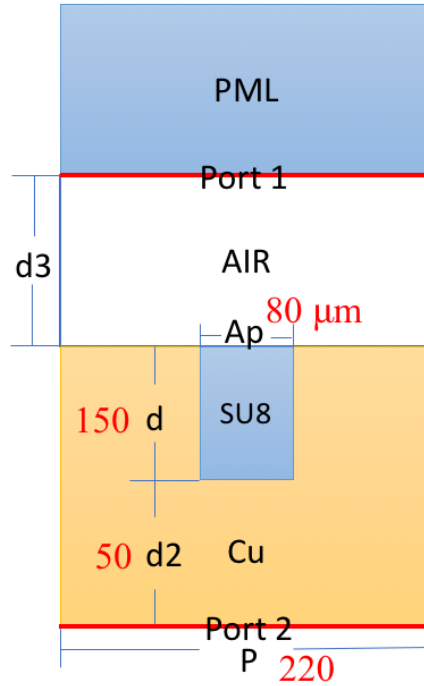 PML
Port 1
d3
AIR
80 μm
Ap
150 d
SU8
50 d2
Cu
Port 2
P 220